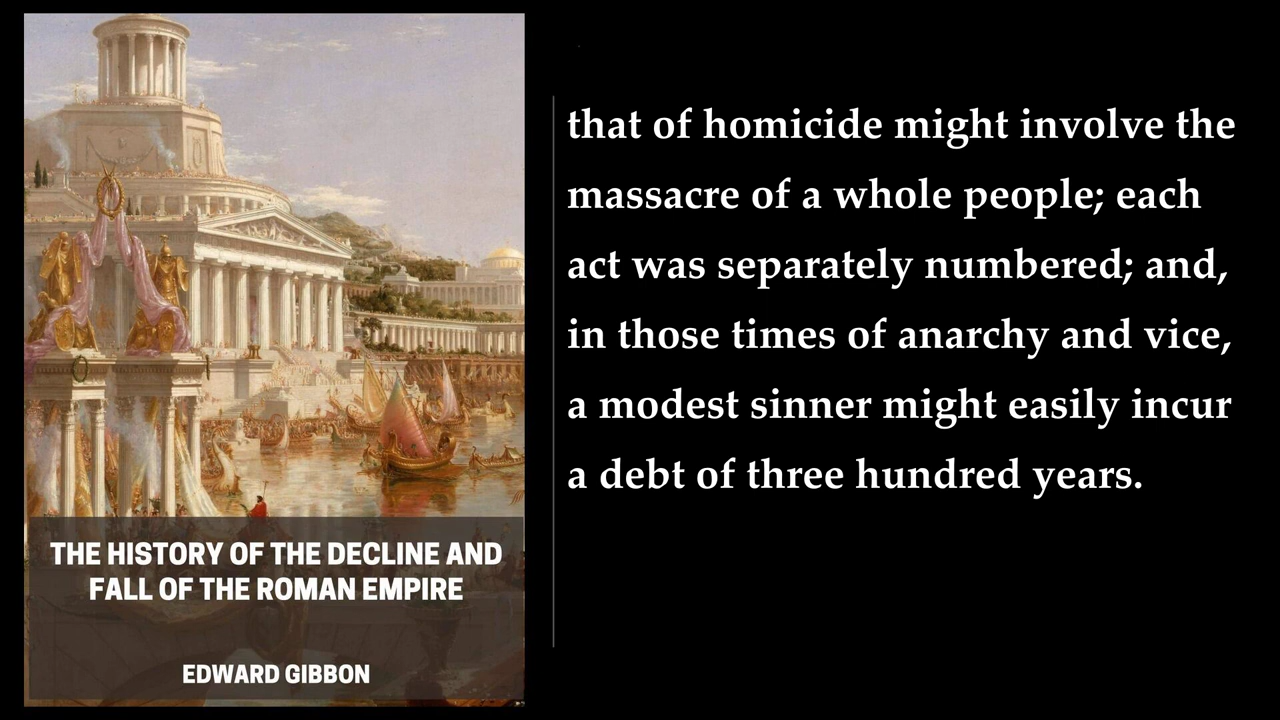 THE HISTORY OF THE DECLINE AND
FALL OF THE ROMAN EMPIRE
EDWARD GIBBON
that of homicide might involve the
massacre of a whole people; each
act was separately numbered; and,
in those times of anarchy and vice,
a modest sinner might easily incur
a debt of three hundred years.